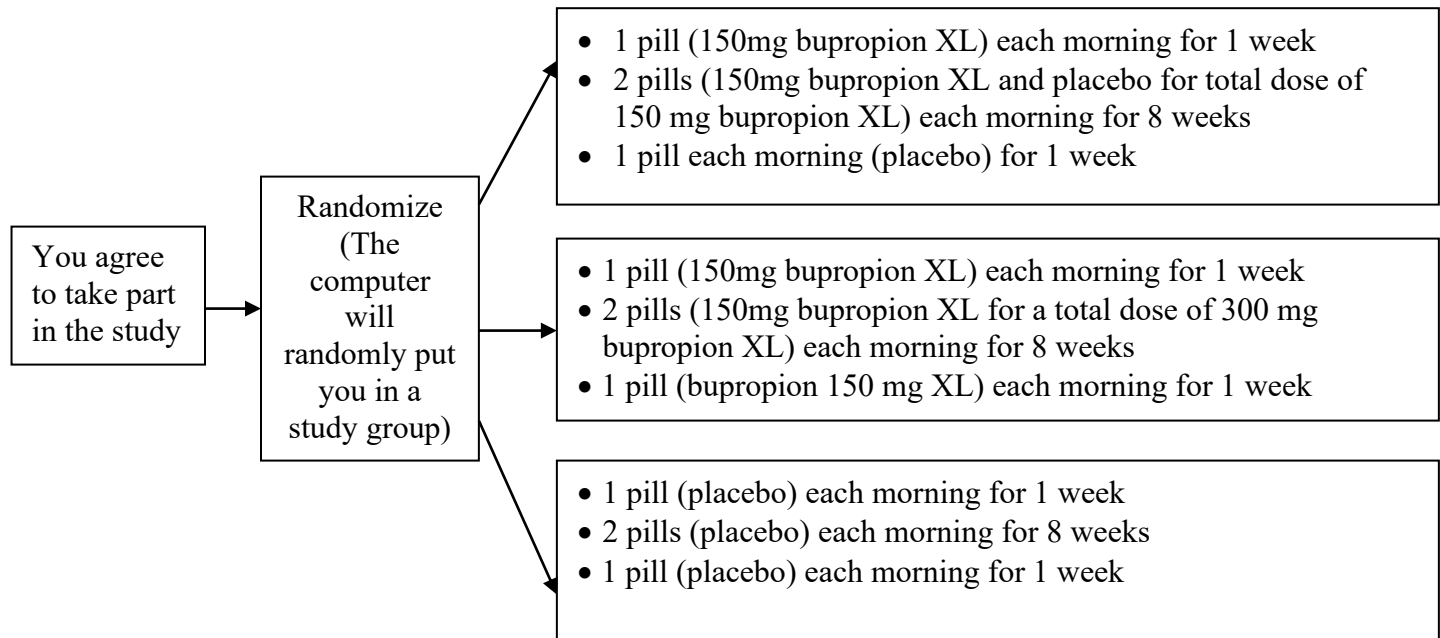 You agree
to take part
in the study
Randomize
(The
computer
will
randomly put
you in a
study group)
• 1 pill (150mg bupropion XL) each morning for 1 week
• 2 pills (150mg bupropion XL and placebo for total dose of
150 mg bupropion XL) each morning for 8 weeks
• 1 pill each morning (placebo) for 1 week
• 1 pill (150mg bupropion XL) each morning for 1 week
• 2 pills (150mg bupropion XL for a total dose of 300 mg
bupropion XL) each morning for 8 weeks
• 1 pill (bupropion 150 mg XL) each morning for 1 week
• 1 pill (placebo) each morning for 1 week
• 2 pills (placebo) each morning for 8 weeks
• 1 pill (placebo) each morning for 1 week